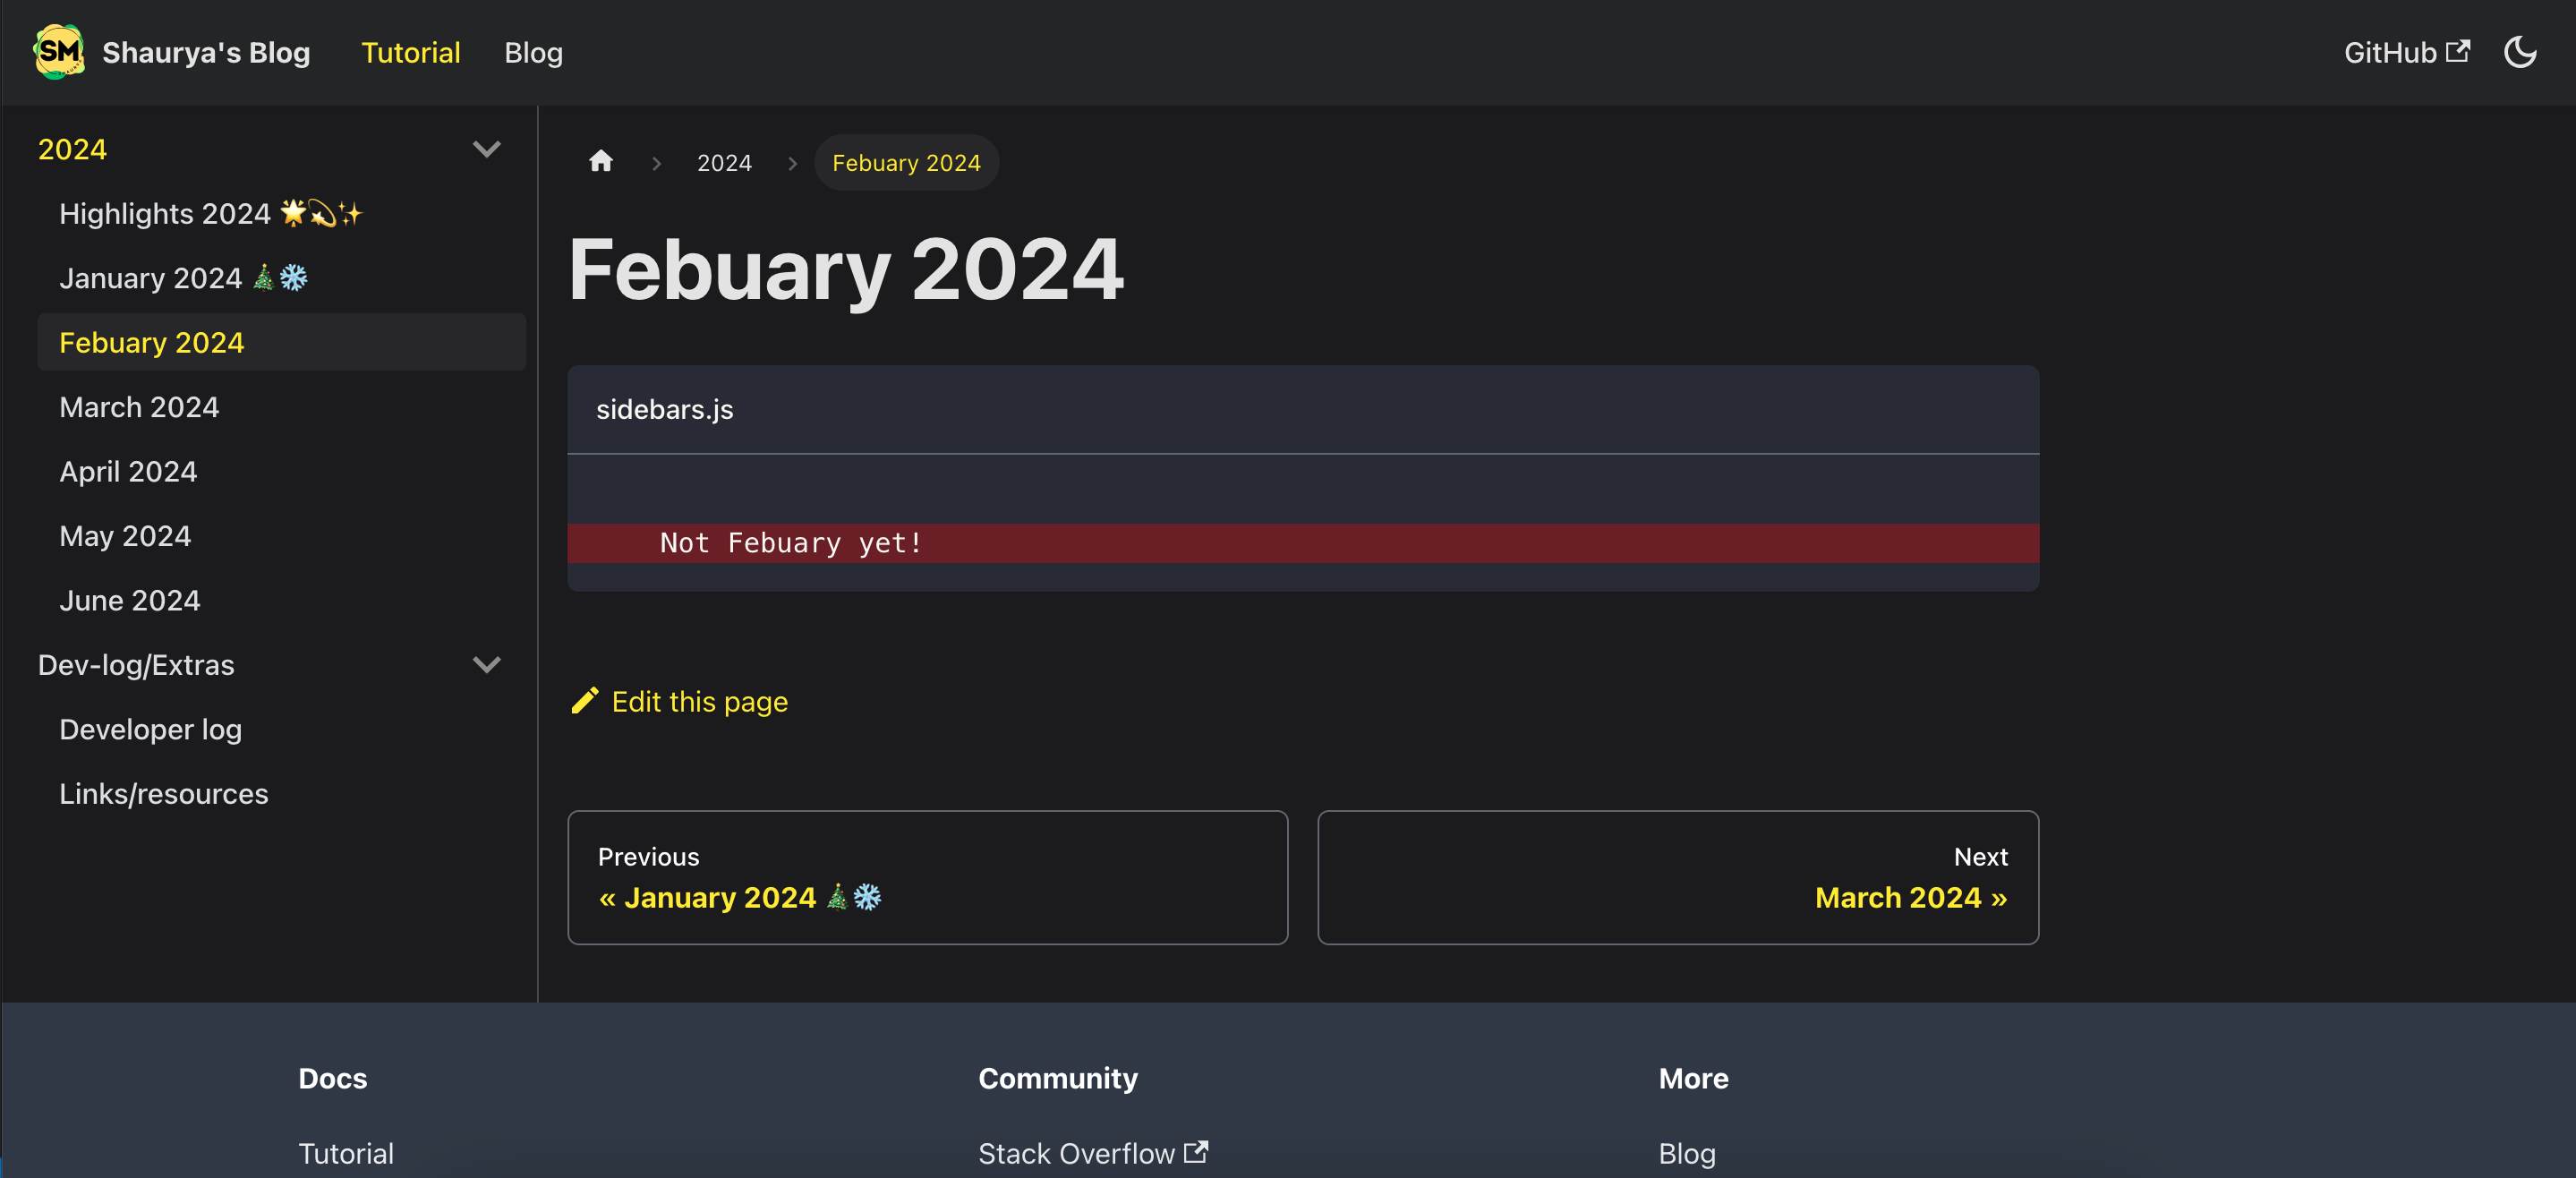 SM Shaurya's Blog Tutorial Blog GitHub
2024
Highlights 2024 🌟💫✨
January 2024 🎄❄️
Febuary 2024
March 2024
April 2024
May 2024
June 2024
Dev-log/Extras
Developer log
Links/resources
2024 Febuary 2024
Febuary 2024
sidebars.js
Not Febuary yet!
Edit this page
Previous
« January 2024 🎄❄️
Next
March 2024 »
Docs
Tutorial
Community
Stack Overflow
More
Blog